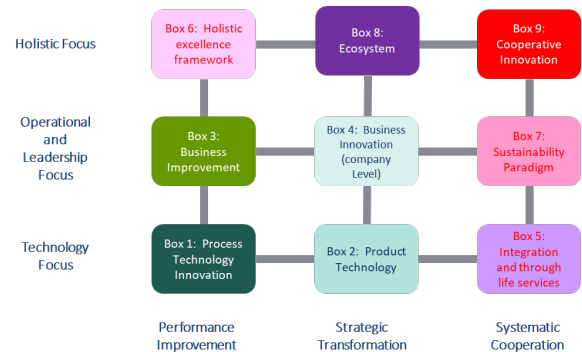 Holistic Focus
Box 6:  Holistic
excellence
framework
Box 8:
Ecosystem
Box 9:
Cooperative
Innovation
Operational
and
Leadership
Focus
Box 3:
Business
Improvement
Box 4: Business
Innovation
(company
Level)
Box 7:
Sustainability
Paradigm
Technology
Focus
Box 1:  Process
Technology
Innovation
Box 2:  Product
Technology
Box 5:
Integration
and through
life services
Performance
Improvement
Strategic
Transformation
Systematic
Cooperation